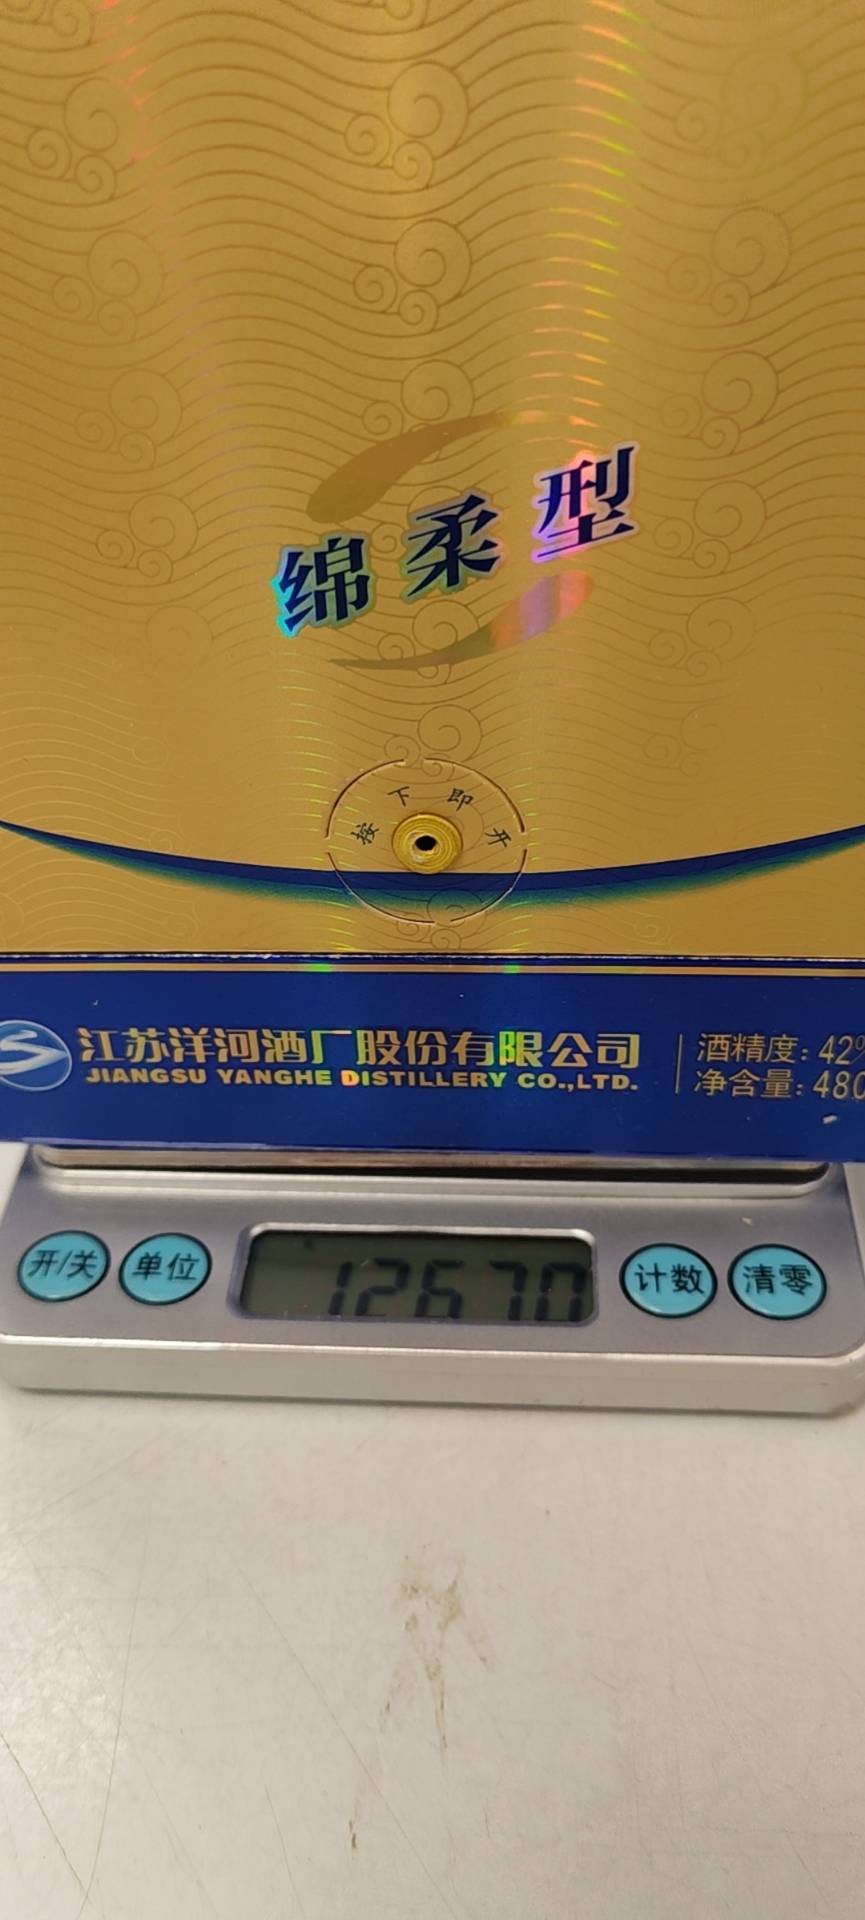 绵柔型
按下即开
江苏洋河酒厂股份有限公司
JIANGSU YANGHE DISTILLERY CO.,LTD.
酒精度: 42°
净含量: 480
开/关
单位
12670
计数
清零